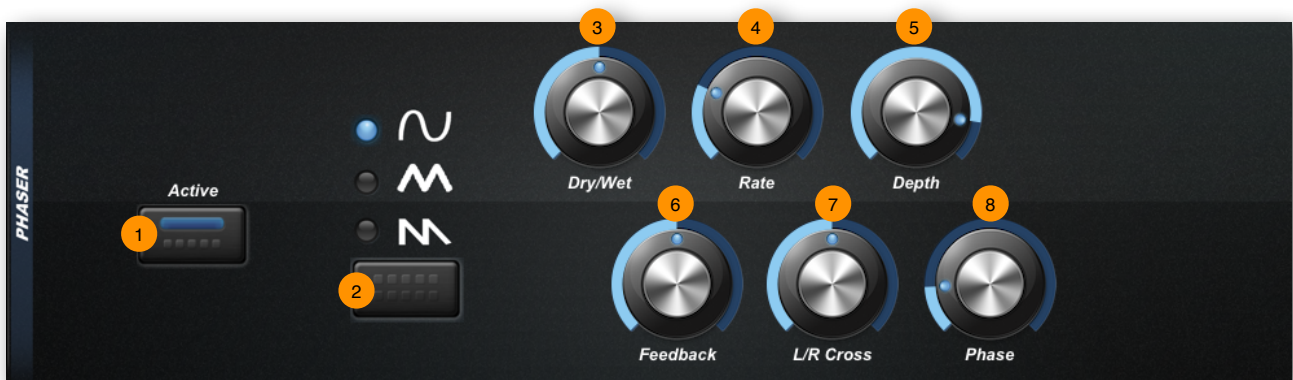 3
4
5
Dry/Wet
Rate
Depth
PHASER
Active
1
2
6
7
8
Feedback
L/R Cross
Phase